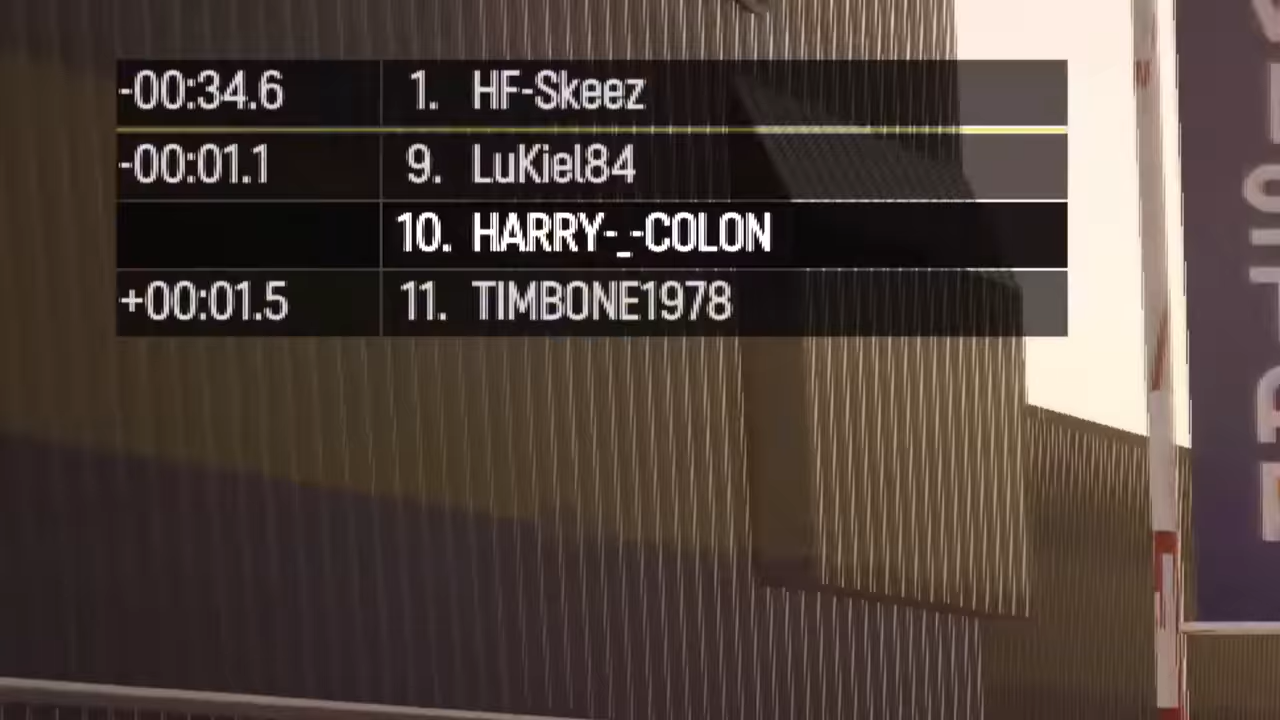 -00:34.6 1. HF-Skeez
-00:01.1 9. LuKiel84
10. HARRY-_-COLON
+00:01.5 11. TIMBONE1978